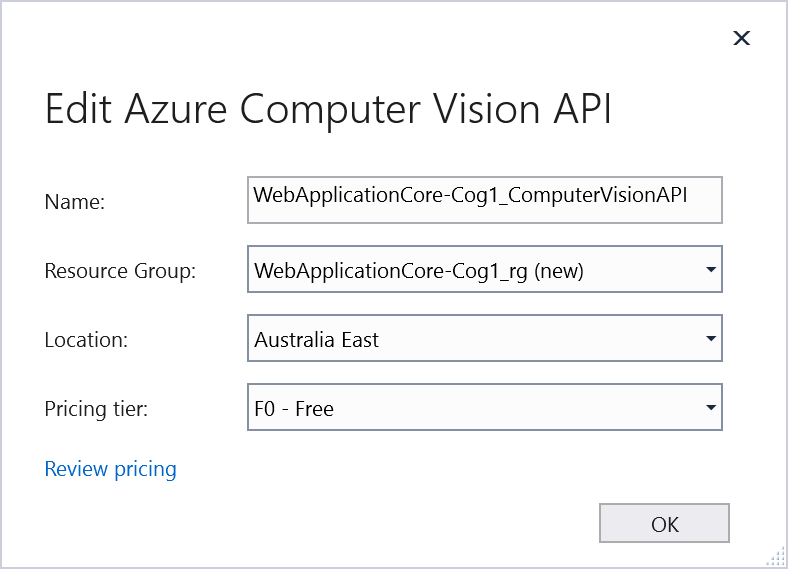 Edit Azure Computer Vision API
Name: WebApplicationCore-Cog1_ComputerVisionAPI
Resource Group: WebApplicationCore-Cog1_rg (new)
Location: Australia East
Pricing tier: F0 - Free
Review pricing
OK